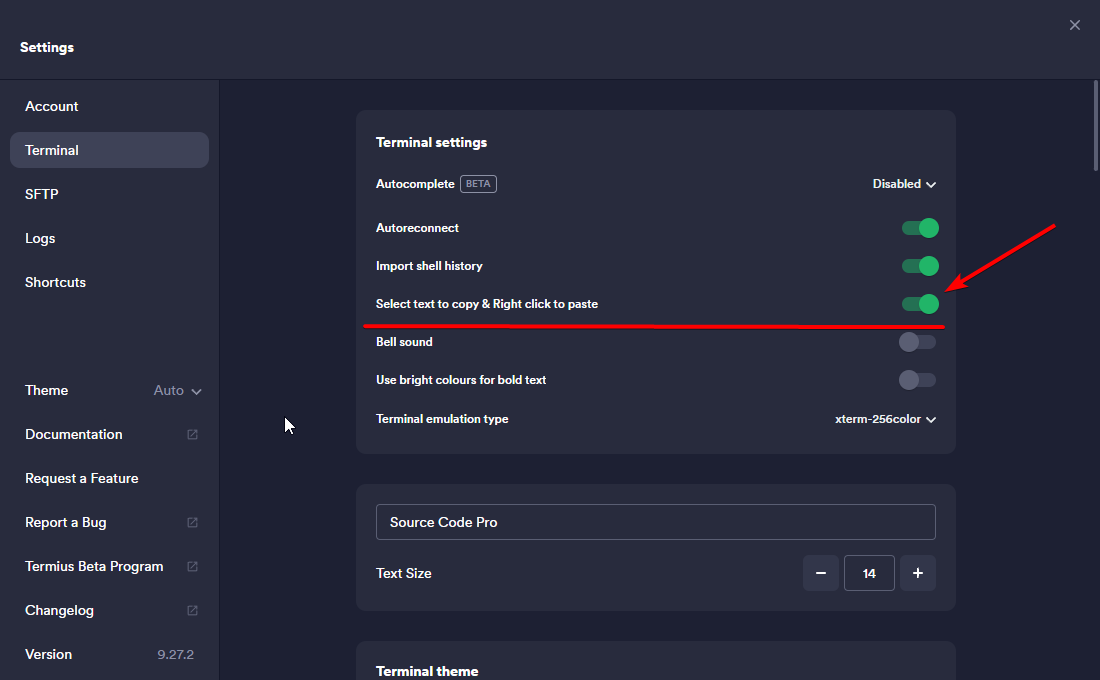 Settings
Account
Terminal
SFTP
Logs
Shortcuts
Theme Auto
Documentation
Request a Feature
Report a Bug
Termius Beta Program
Changelog
Version 9.27.2
Terminal settings
Autocomplete BETA Disabled
Autoreconnect
Import shell history
Select text to copy & Right click to paste
Bell sound
Use bright colours for bold text
Terminal emulation type xterm-256color
Source Code Pro
Text Size − 14 +
Terminal theme